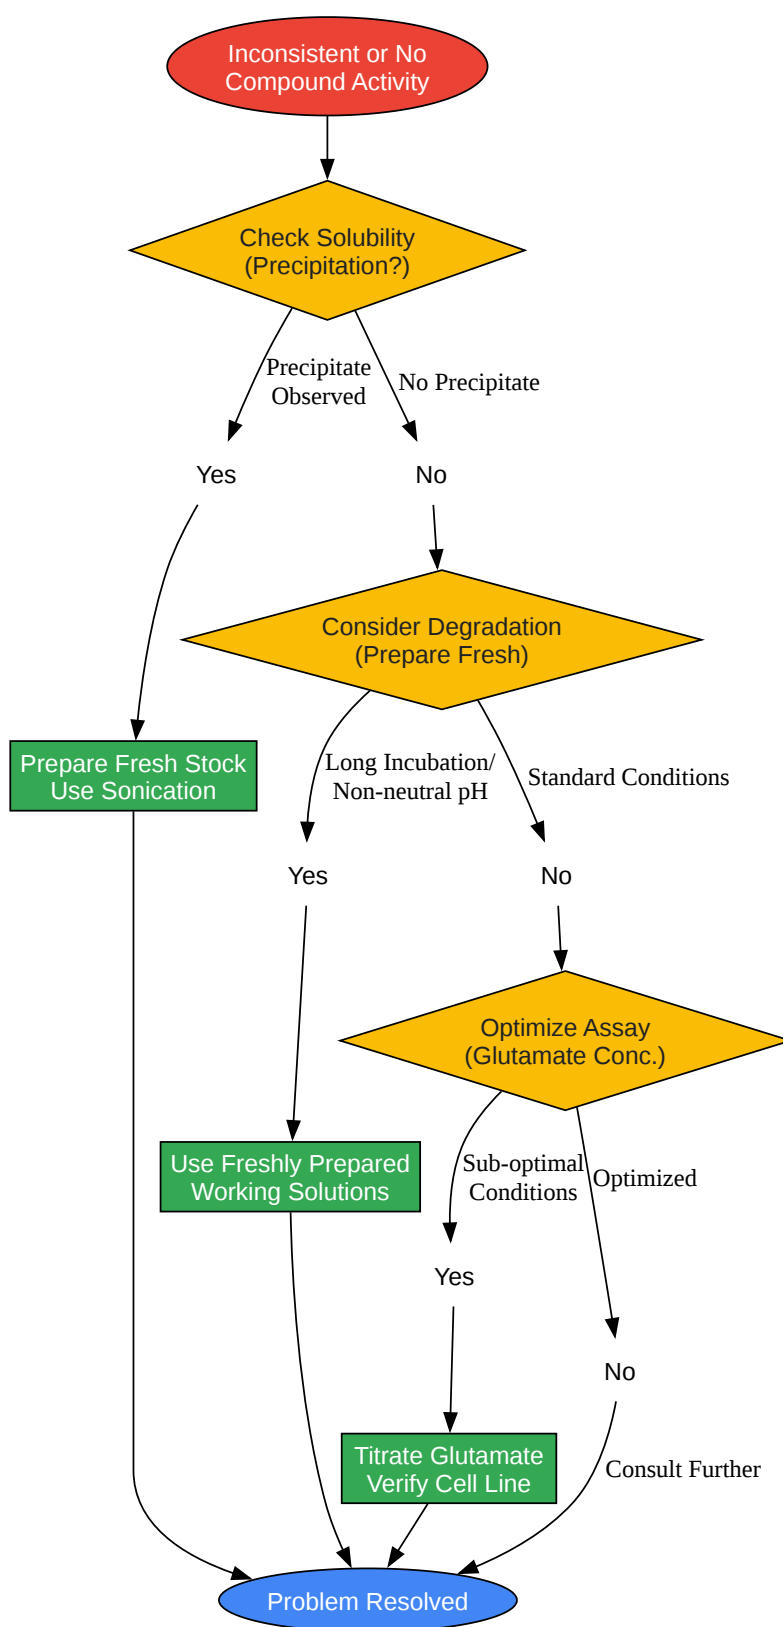 Inconsistent or No
Compound Activity
Check Solubility
(Precipitation?)
Precipitate
Observed
No Precipitate
Yes
No
Consider Degradation
(Prepare Fresh)
Prepare Fresh Stock
Use Sonication
Long Incubation/
Non-neutral pH
Standard Conditions
Yes
No
Optimize Assay
(Glutamate Conc.)
Use Freshly Prepared
Working Solutions
Sub-optimal
Conditions
Optimized
Yes
No
Titrate Glutamate
Verify Cell Line
Consult Further
Problem Resolved